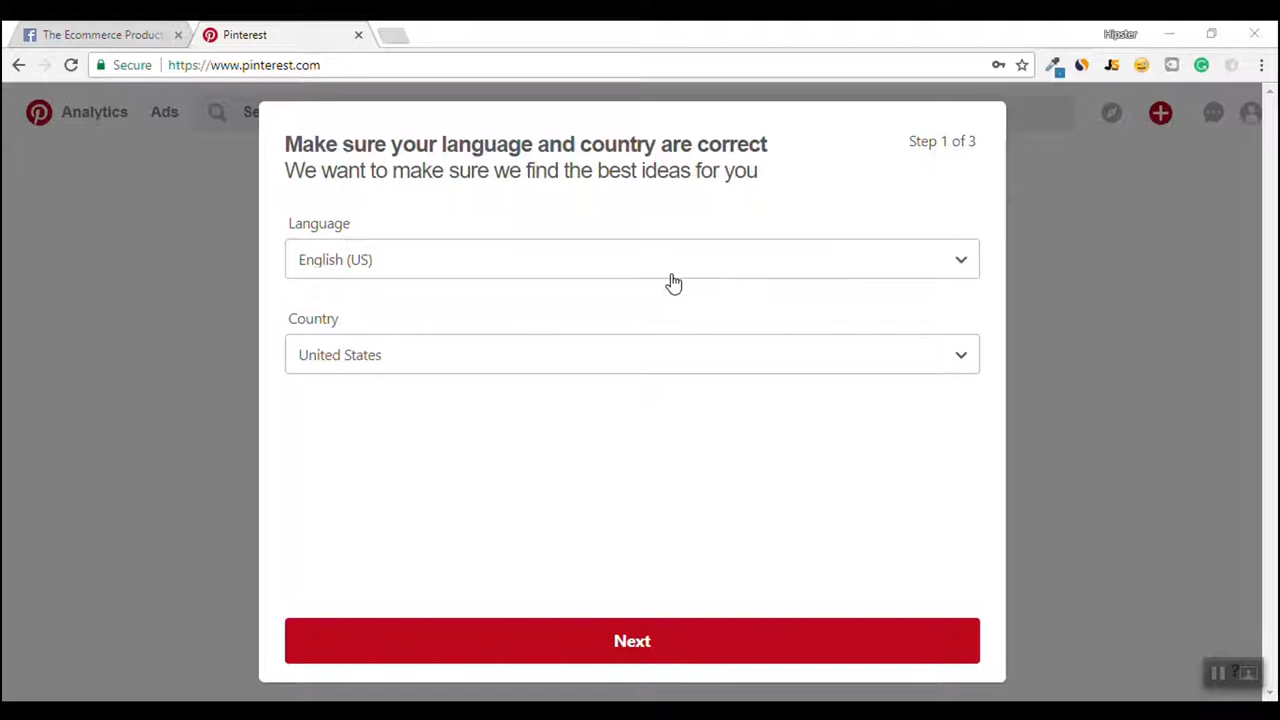 The Ecommerce Product
Pinterest
Hipster
Secure
https://www.pinterest.com
JS
Analytics
Ads
Se
Make sure your language and country are correct
Step 1 of 3
We want to make sure we find the best ideas for you
Language
English (US)
Country
United States
Next